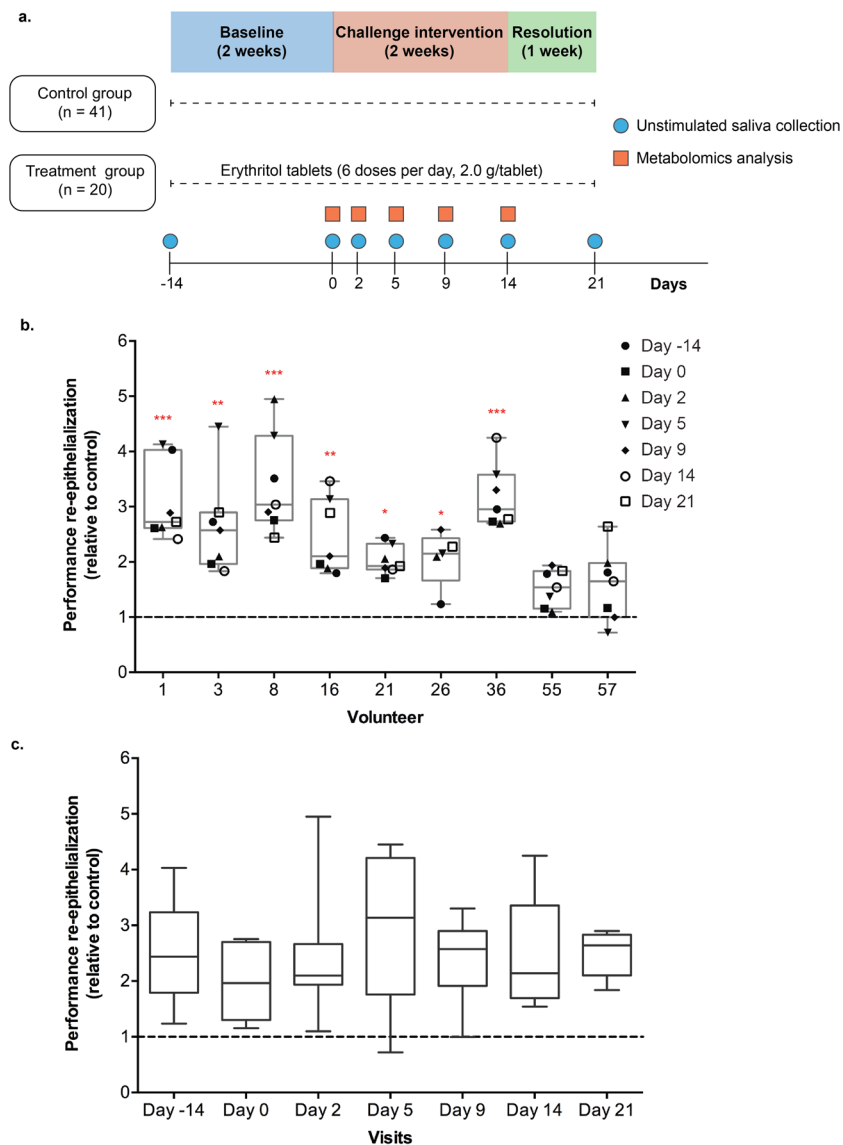 a.
Baseline
(2 weeks)
Challenge intervention
(2 weeks)
Resolution
(1 week)
Control group
(n = 41)
Treatment group
(n = 20)
Erythritol tablets (6 doses per day, 2.0 g/tablet)
Unstimulated saliva collection
Metabolomics analysis
-14 0 2 5 9 14 21 Days
b.
Performance re-epithelialization
(relative to control)
6
5
4
3
2
1
0
***
**
***
**
*
*
***
1 3 8 16 21 26 36 55 57
Volunteer
Day -14
Day 0
Day 2
Day 5
Day 9
Day 14
Day 21
c.
Performance re-epithelialization
(relative to control)
6
5
4
3
2
1
0
Day -14 Day 0 Day 2 Day 5 Day 9 Day 14 Day 21
Visits